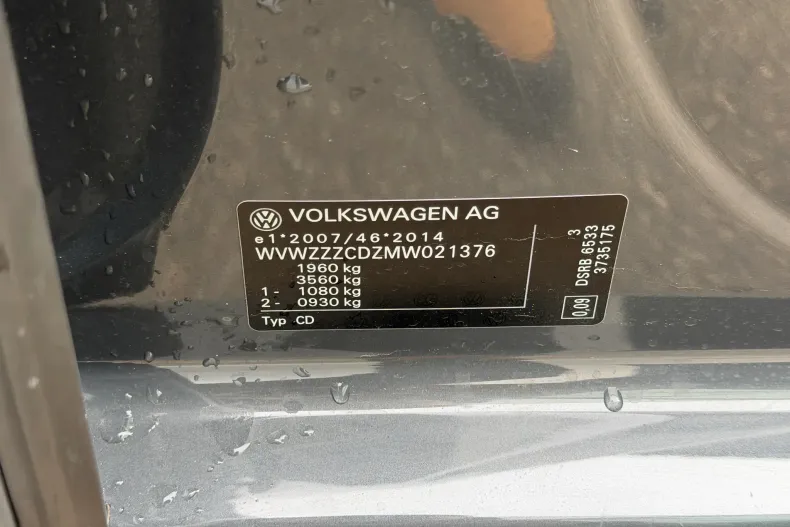 VOLKSWAGEN AG
e1*2007/46*2014
WVWZZZCDZMW021376
1960 kg
3560 kg
1- 1080 kg
2- 0930 kg
Typ CD
0.09
DSRB 6533 3
3735175